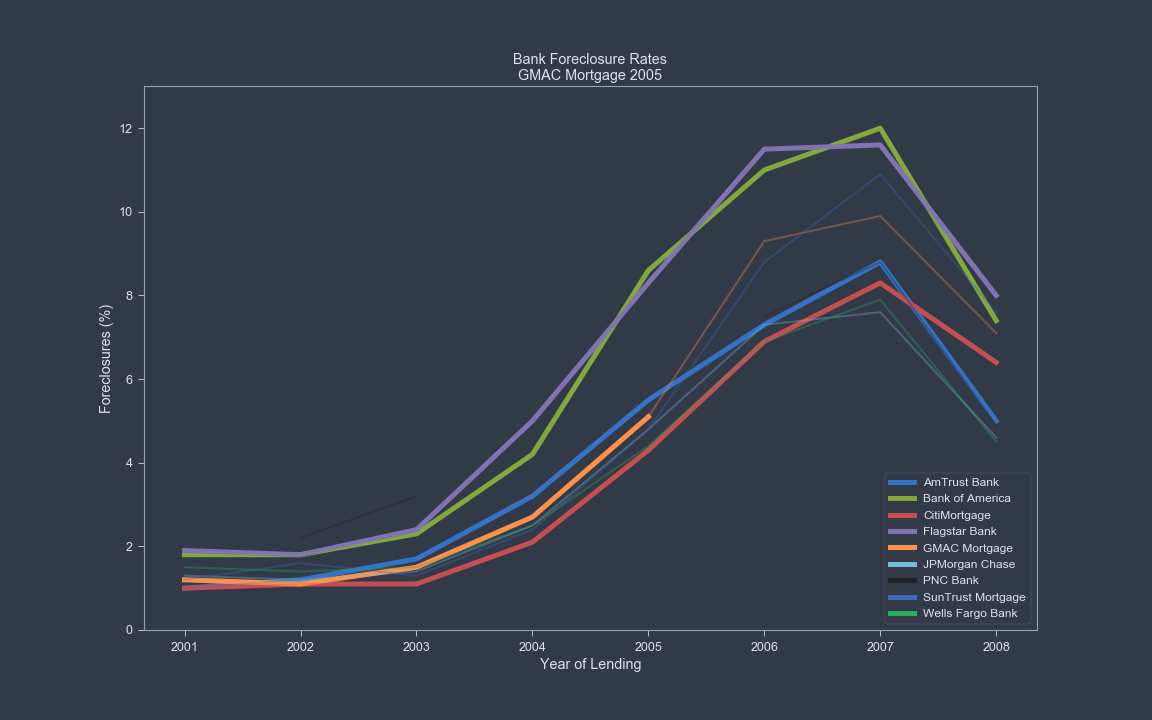 Bank Foreclosure Rates
GMAC Mortgage 2005
Foreclosures (%)
12
10
8
6
4
2
0
2001 2002 2003 2004 2005 2006 2007 2008
Year of Lending
AmTrust Bank
Bank of America
CitiMortgage
Flagstar Bank
GMAC Mortgage
JPMorgan Chase
PNC Bank
SunTrust Mortgage
Wells Fargo Bank